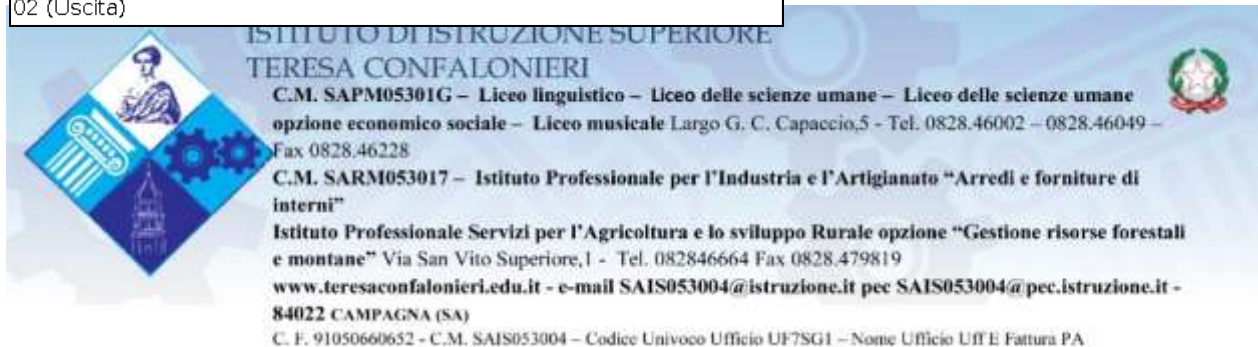 02 (Uscita)
ISTITUTO DI ISTRUZIONE SUPERIORE
TERESA CONFALONIERI
C.M. SAPM05301G – Liceo linguistico – Liceo delle scienze umane – Liceo delle scienze umane
opzione economico sociale – Liceo musicale Largo G. C. Capaccio,5 - Tel. 0828.46002 – 0828.46049 –
Fax 0828.46228
C.M. SARM053017 – Istituto Professionale per l'Industria e l'Artigianato “Arredi e forniture di
interni”
Istituto Professionale Servizi per l'Agricoltura e lo sviluppo Rurale opzione “Gestione risorse forestali
e montane” Via San Vito Superiore,1 - Tel. 082846664 Fax 0828.479819
www.teresaconfalonieri.edu.it - e-mail SAIS053004@istruzione.it pec SAIS053004@pec.istruzione.it -
84022 CAMPAGNA (SA)
C. F. 91050660652 - C.M. SAIS053004 – Codice Univoco Ufficio UF7SG1 – Nome Ufficio Uff E Fattura PA